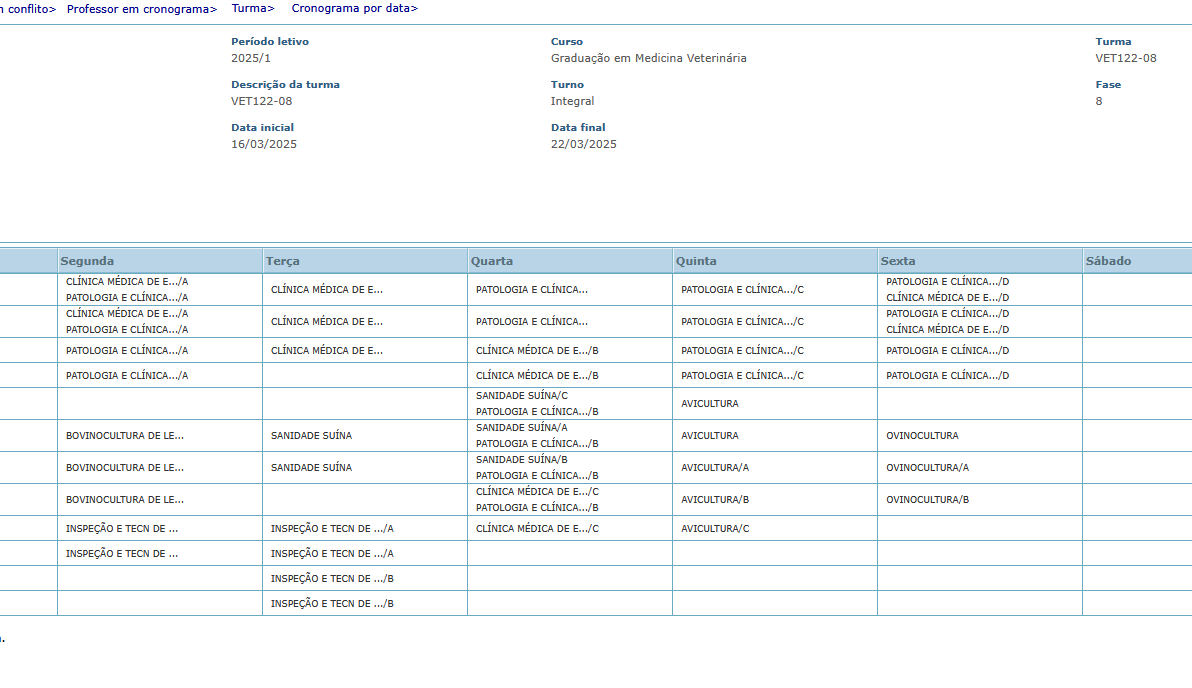 conflito> Professor em cronograma> Turma> Cronograma por data>
Período letivo Curso Turma
2025/1 Graduação em Medicina Veterinária VET122-08
Descrição da turma Turno Fase
VET122-08 Integral 8
Data inicial Data final
16/03/2025 22/03/2025
Segunda Terça Quarta Quinta Sexta Sábado
CLÍNICA MÉDICA DE E.../A
PATOLOGIA E CLÍNICA.../A
CLÍNICA MÉDICA DE E...
PATOLOGIA E CLÍNICA...
PATOLOGIA E CLÍNICA.../C
PATOLOGIA E CLÍNICA.../D
CLÍNICA MÉDICA DE E.../D
CLÍNICA MÉDICA DE E.../A
PATOLOGIA E CLÍNICA.../A
CLÍNICA MÉDICA DE E...
PATOLOGIA E CLÍNICA...
PATOLOGIA E CLÍNICA.../C
PATOLOGIA E CLÍNICA.../D
CLÍNICA MÉDICA DE E.../D
PATOLOGIA E CLÍNICA.../A CLÍNICA MÉDICA DE E... CLÍNICA MÉDICA DE E.../B PATOLOGIA E CLÍNICA.../C PATOLOGIA E CLÍNICA.../D
PATOLOGIA E CLÍNICA.../A CLÍNICA MÉDICA DE E.../B PATOLOGIA E CLÍNICA.../C PATOLOGIA E CLÍNICA.../D
SANIDADE SUÍNA/C
PATOLOGIA E CLÍNICA.../B
AVICULTURA
BOVINOCULTURA DE LE...
SANIDADE SUÍNA
SANIDADE SUÍNA/A
PATOLOGIA E CLÍNICA.../B
AVICULTURA
OVINOCULTURA
BOVINOCULTURA DE LE...
SANIDADE SUÍNA
SANIDADE SUÍNA/B
PATOLOGIA E CLÍNICA.../B
AVICULTURA/A
OVINOCULTURA/A
BOVINOCULTURA DE LE...
CLÍNICA MÉDICA DE E.../C
PATOLOGIA E CLÍNICA.../B
AVICULTURA/B
OVINOCULTURA/B
INSPEÇÃO E TECN DE ... INSPEÇÃO E TECN DE .../A CLÍNICA MÉDICA DE E.../C AVICULTURA/C
INSPEÇÃO E TECN DE ... INSPEÇÃO E TECN DE .../A
INSPEÇÃO E TECN DE .../B
INSPEÇÃO E TECN DE .../B